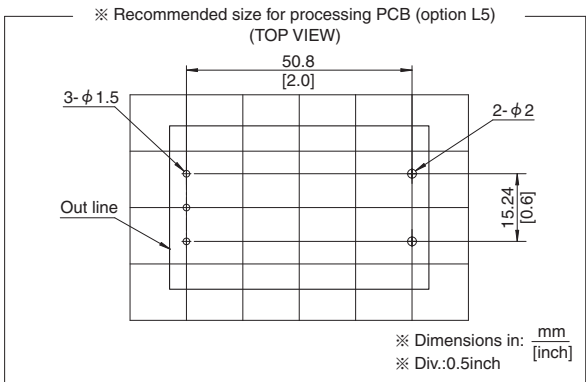 ※ Recommended size for processing PCB (option L5)
(TOP VIEW)
50.8
[2.0]
3-ϕ1.5
2-ϕ2
Out line
15.24
[0.6]
※ Dimensions in: mm
[inch]
※ Div.:0.5inch